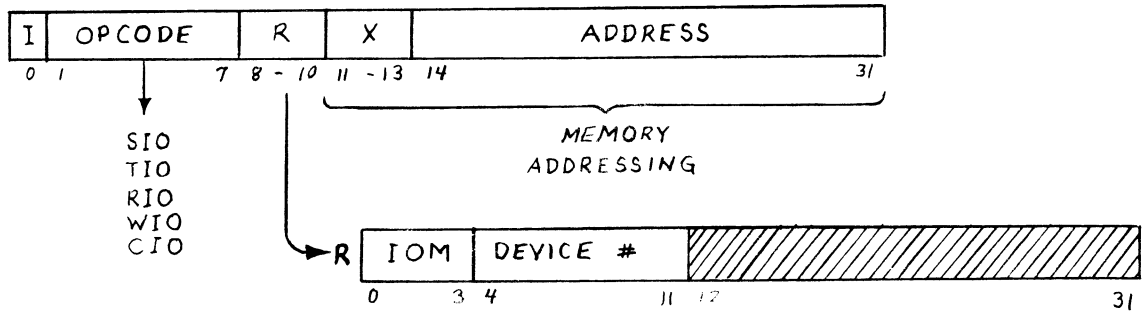 I OPCODE R X ADDRESS
0 1 7 8 - 10 11 - 13 14 31
SIO
TIO
RIO
WIO
CIO
MEMORY
ADDRESSING
R IOM DEVICE #
0 3 4 11 12 31